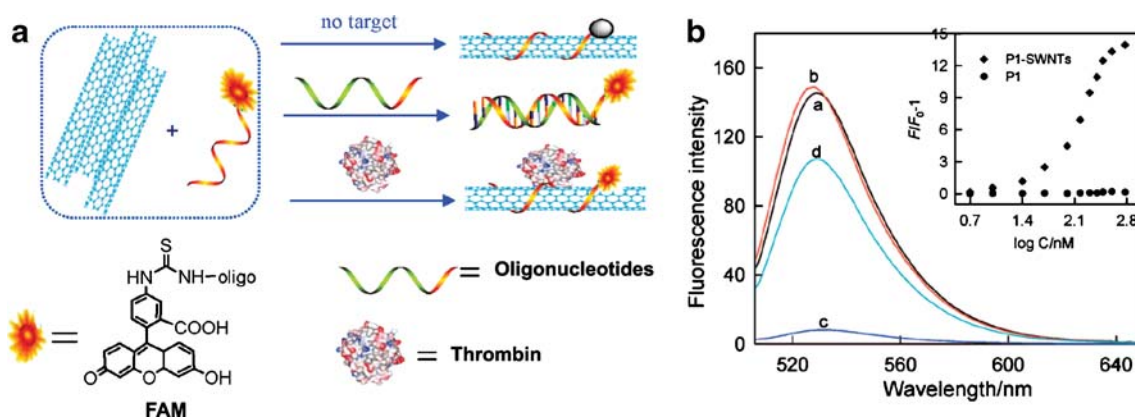 a
no target
+
S
HN
NH-oligo
COOH
O
O
OH
FAM
= Oligonucleotides
= Thrombin
b
Fluorescence intensity
160
120
80
40
0
520
560
600
640
Wavelength/nm
b
a
d
c
F/F0-1
15
12
9
6
3
0
P1-SWNTs
P1
0.7 1.4 2.1 2.8
log C/nM